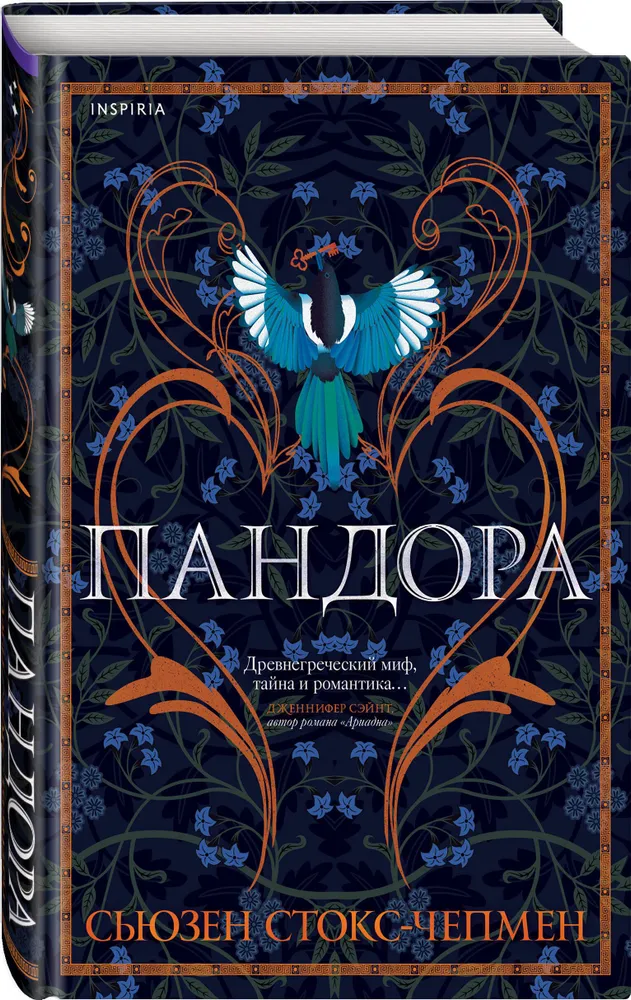 INSPIRIA
ПАНДОРА
Древнегреческий миф,
тайна и романтика...
ДЖЕННИФЕР СЭЙНТ,
автор романа «Ариадна»
СЬЮЗЕН СТОКС-ЧЕПМЕН
ПАНДОРА